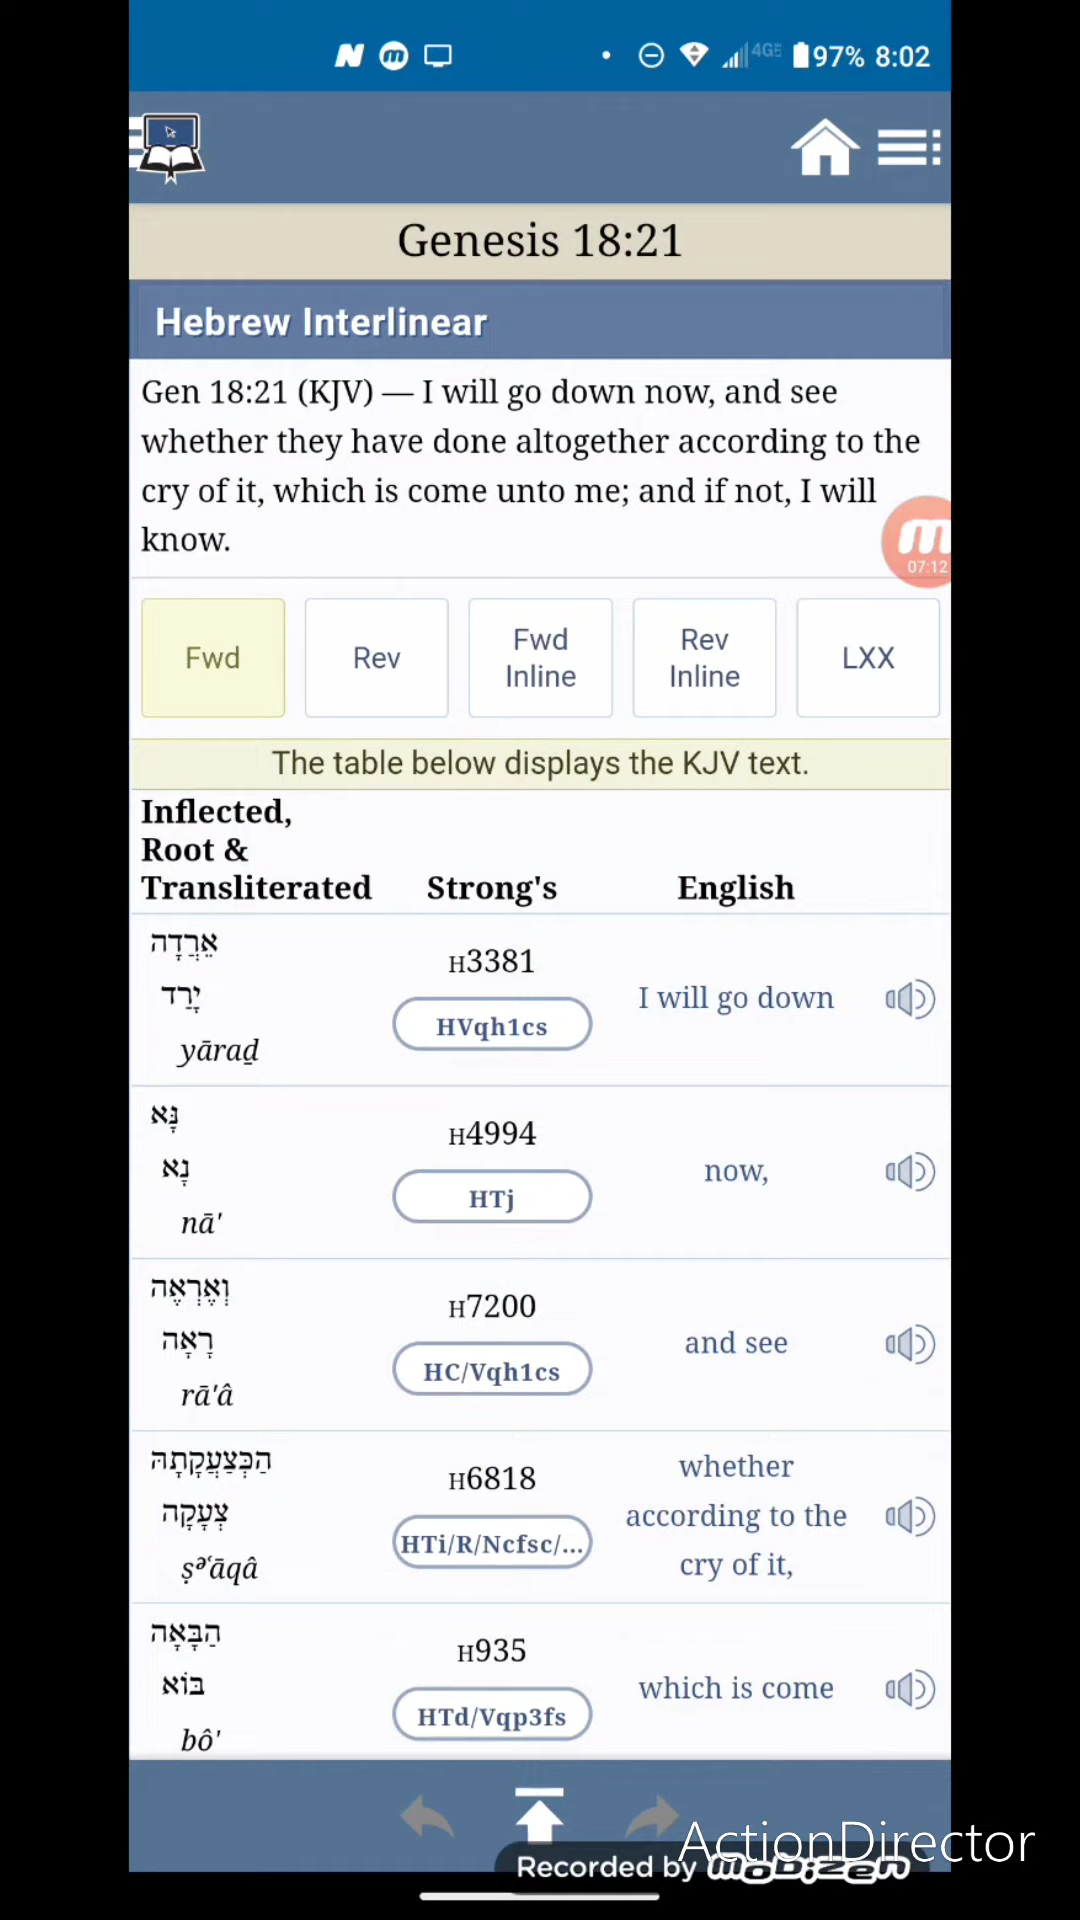 97% 8:02
Genesis 18:21
Hebrew Interlinear
Gen 18:21 (KJV) — I will go down now, and see
whether they have done altogether according to the
cry of it, which is come unto me; and if not, I will
know.
07:12
Fwd
Rev
Fwd
Inline
Rev
Inline
LXX
The table below displays the KJV text.
Inflected,
Root &
Transliterated
Strong's
English
אֵרֲדָה
יָרַד
yāraḏ
H3381
HVqh1cs
I will go down
נָּא
נָא
nā'
H4994
HTj
now,
וְאֶרְאֶה
רָאָה
rā'â
H7200
HC/Vqh1cs
and see
הַכְּצַעֲקָתָהּ
צְעָקָה
ṣᵊʿāqâ
H6818
HTi/R/Ncfsc/...
whether
according to the
cry of it,
הַבָּאָה
בּוֹא
bô'
H935
HTd/Vqp3fs
which is come
ActionDirector
Recorded by mobizen